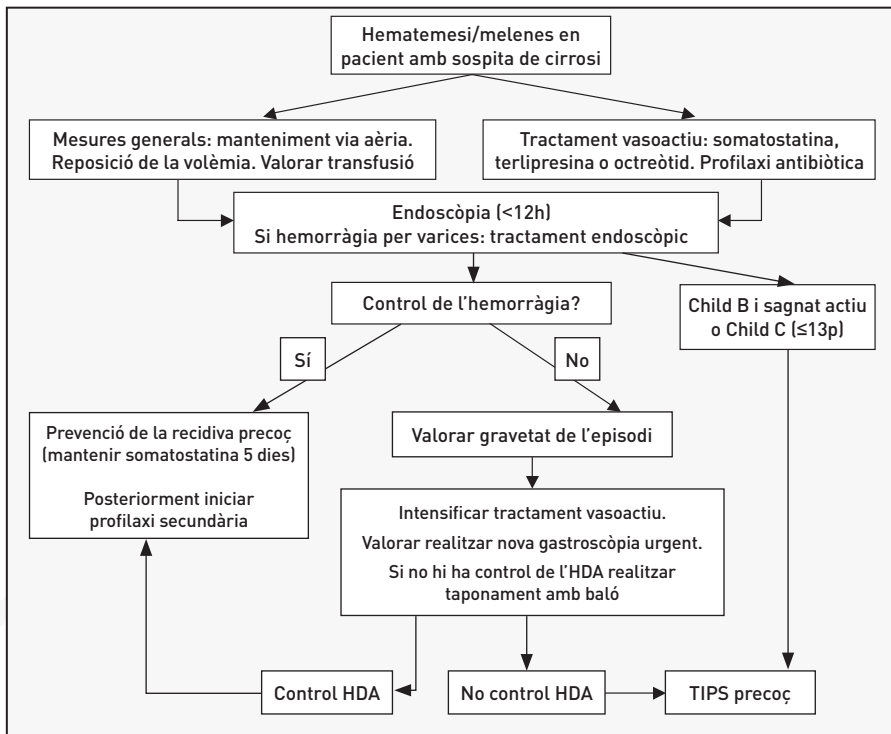 Hematemesi/melenes en
pacient amb sospita de cirrosi
Mesures generals: manteniment via aèria.
Reposició de la volèmia. Valorar transfusió
Tractament vasoactiu: somatostatina,
terlipresina o octreòtid. Profilaxi antibiòtica
Endoscòpia (<12h)
Si hemorràgia per varices: tractament endoscòpic
Control de l’hemorràgia?
Child B i sagnat actiu
o Child C (≤13p)
Sí
No
Prevenció de la recidiva precoç
(mantenir somatostatina 5 dies)
Posteriorment iniciar
profilaxi secundària
Valorar gravetat de l’episodi
Intensificar tractament vasoactiu.
Valorar realitzar nova gastroscòpia urgent.
Si no hi ha control de l’HDA realitzar
taponament amb baló
Control HDA
No control HDA
TIPS precoç